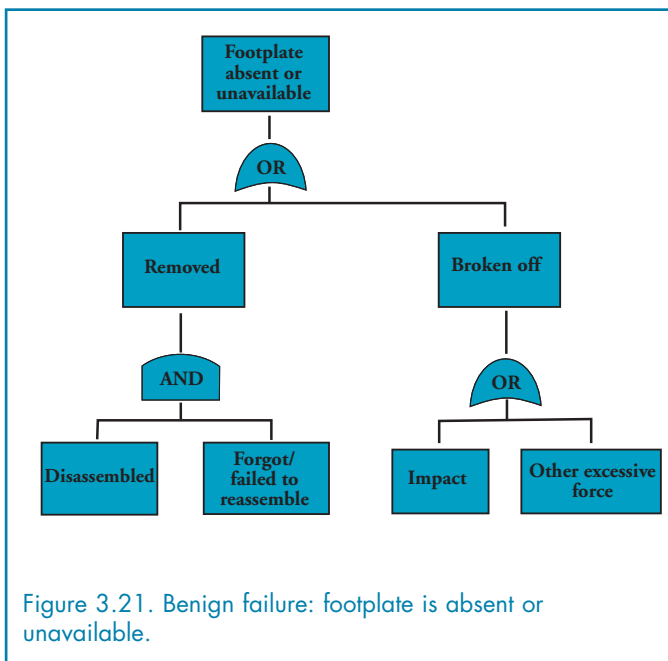 Footplate
absent or
unavailable
OR
Removed
Broken off
AND
OR
Disassembled
Forgot/
failed to
reassemble
Impact
Other excessive
force
Figure 3.21. Benign failure: footplate is absent or
unavailable.